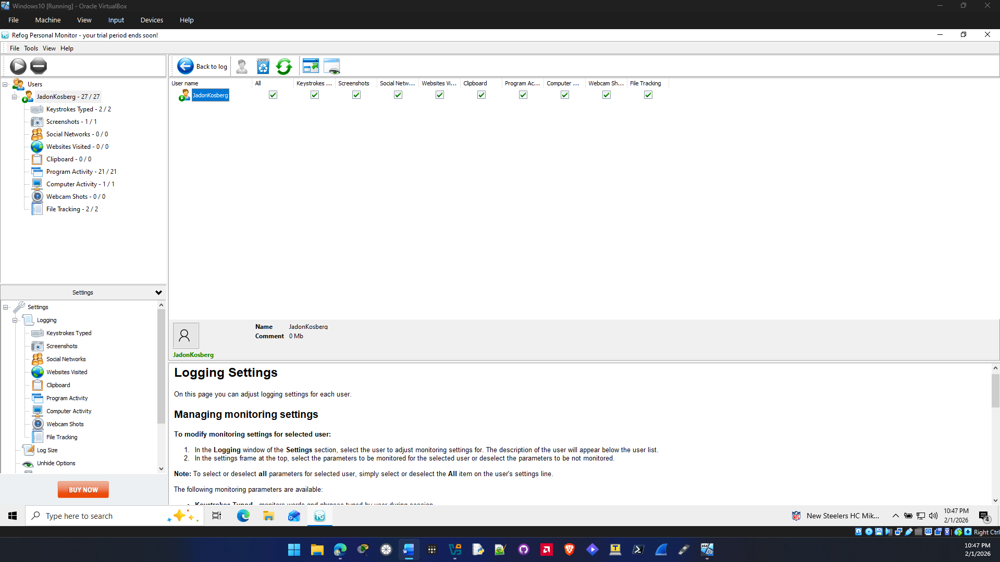 Windows10 [Running] - Oracle VirtualBox
File Machine View Input Devices Help
Refog Personal Monitor - your trial period ends soon!
File Tools View Help
Back to log
Users
JadonKosberg - 27 / 27
Keystrokes Typed - 2 / 2
Screenshots - 1 / 1
Social Networks - 0 / 0
Websites Visited - 0 / 0
Clipboard - 0 / 0
Program Activity - 21 / 21
Computer Activity - 1 / 1
Webcam Shots - 0 / 0
File Tracking - 2 / 2
User name All Keystrokes ... Screenshots Social Netw... Websites Vi... Clipboard Program Ac... Computer ... Webcam Sh... File Tracking
JadonKosberg
Settings
Settings
Logging
Keystrokes Typed
Screenshots
Social Networks
Websites Visited
Clipboard
Program Activity
Computer Activity
Webcam Shots
File Tracking
Log Size
Unhide Options
BUY NOW
Name JadonKosberg
Comment 0 Mb
JadonKosberg
Logging Settings
On this page you can adjust logging settings for each user.
Managing monitoring settings
To modify monitoring settings for selected user:
1. In the Logging window of the Settings section, select the user to adjust monitoring settings for. The description of the user will appear below the user list.
2. In the settings frame at the top, select the parameters to be monitored for the selected user or deselect the parameters to be not monitored.
Note: To select or deselect all parameters for selected user, simply select or deselect the All item on the user's settings line.
The following monitoring parameters are available:
Keystrokes Typed - monitors words and phrases typed by user during session
Type here to search
New Steelers HC Mik...
10:47 PM
2/1/2026
4
Right Ctrl
10:47 PM
2/1/2026